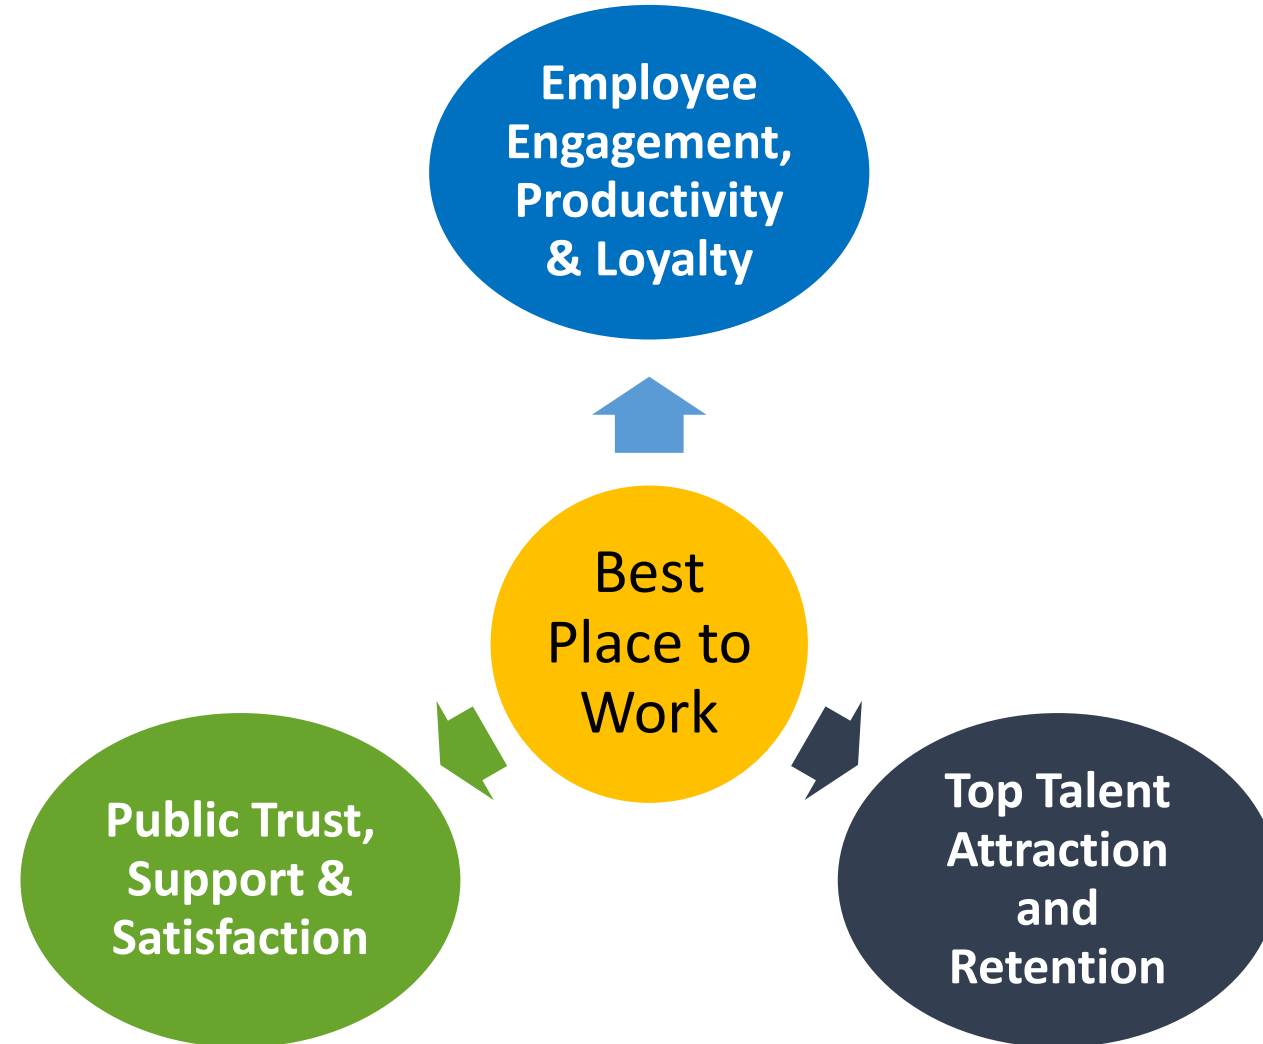 Employee
Engagement,
Productivity
& Loyalty
Best
Place to
Work
Public Trust,
Support &
Satisfaction
Top Talent
Attraction
and
Retention